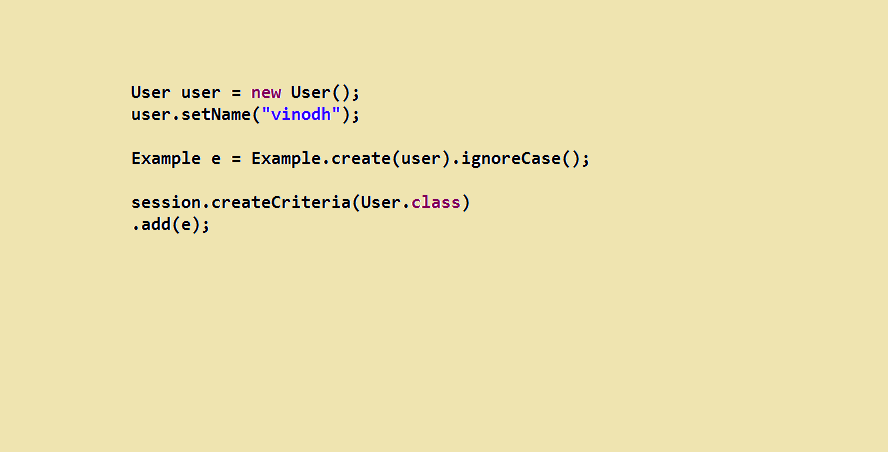 User user = new User();
user.setName("vinodh");
Example e = Example.create(user).ignoreCase();
session.createCriteria(User.class)
.add(e);